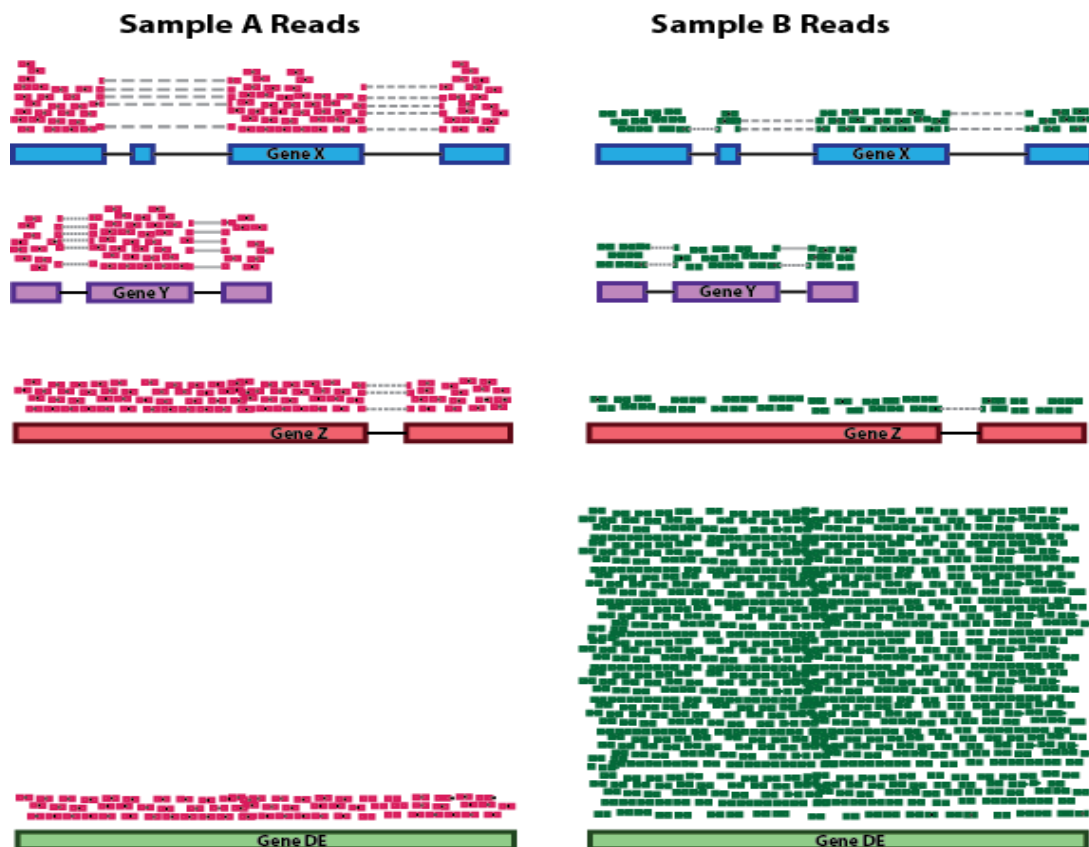 Sample A Reads
Sample B Reads
Gene X
Gene X
Gene Y
Gene Y
Gene Z
Gene Z
Gene DE
Gene DE